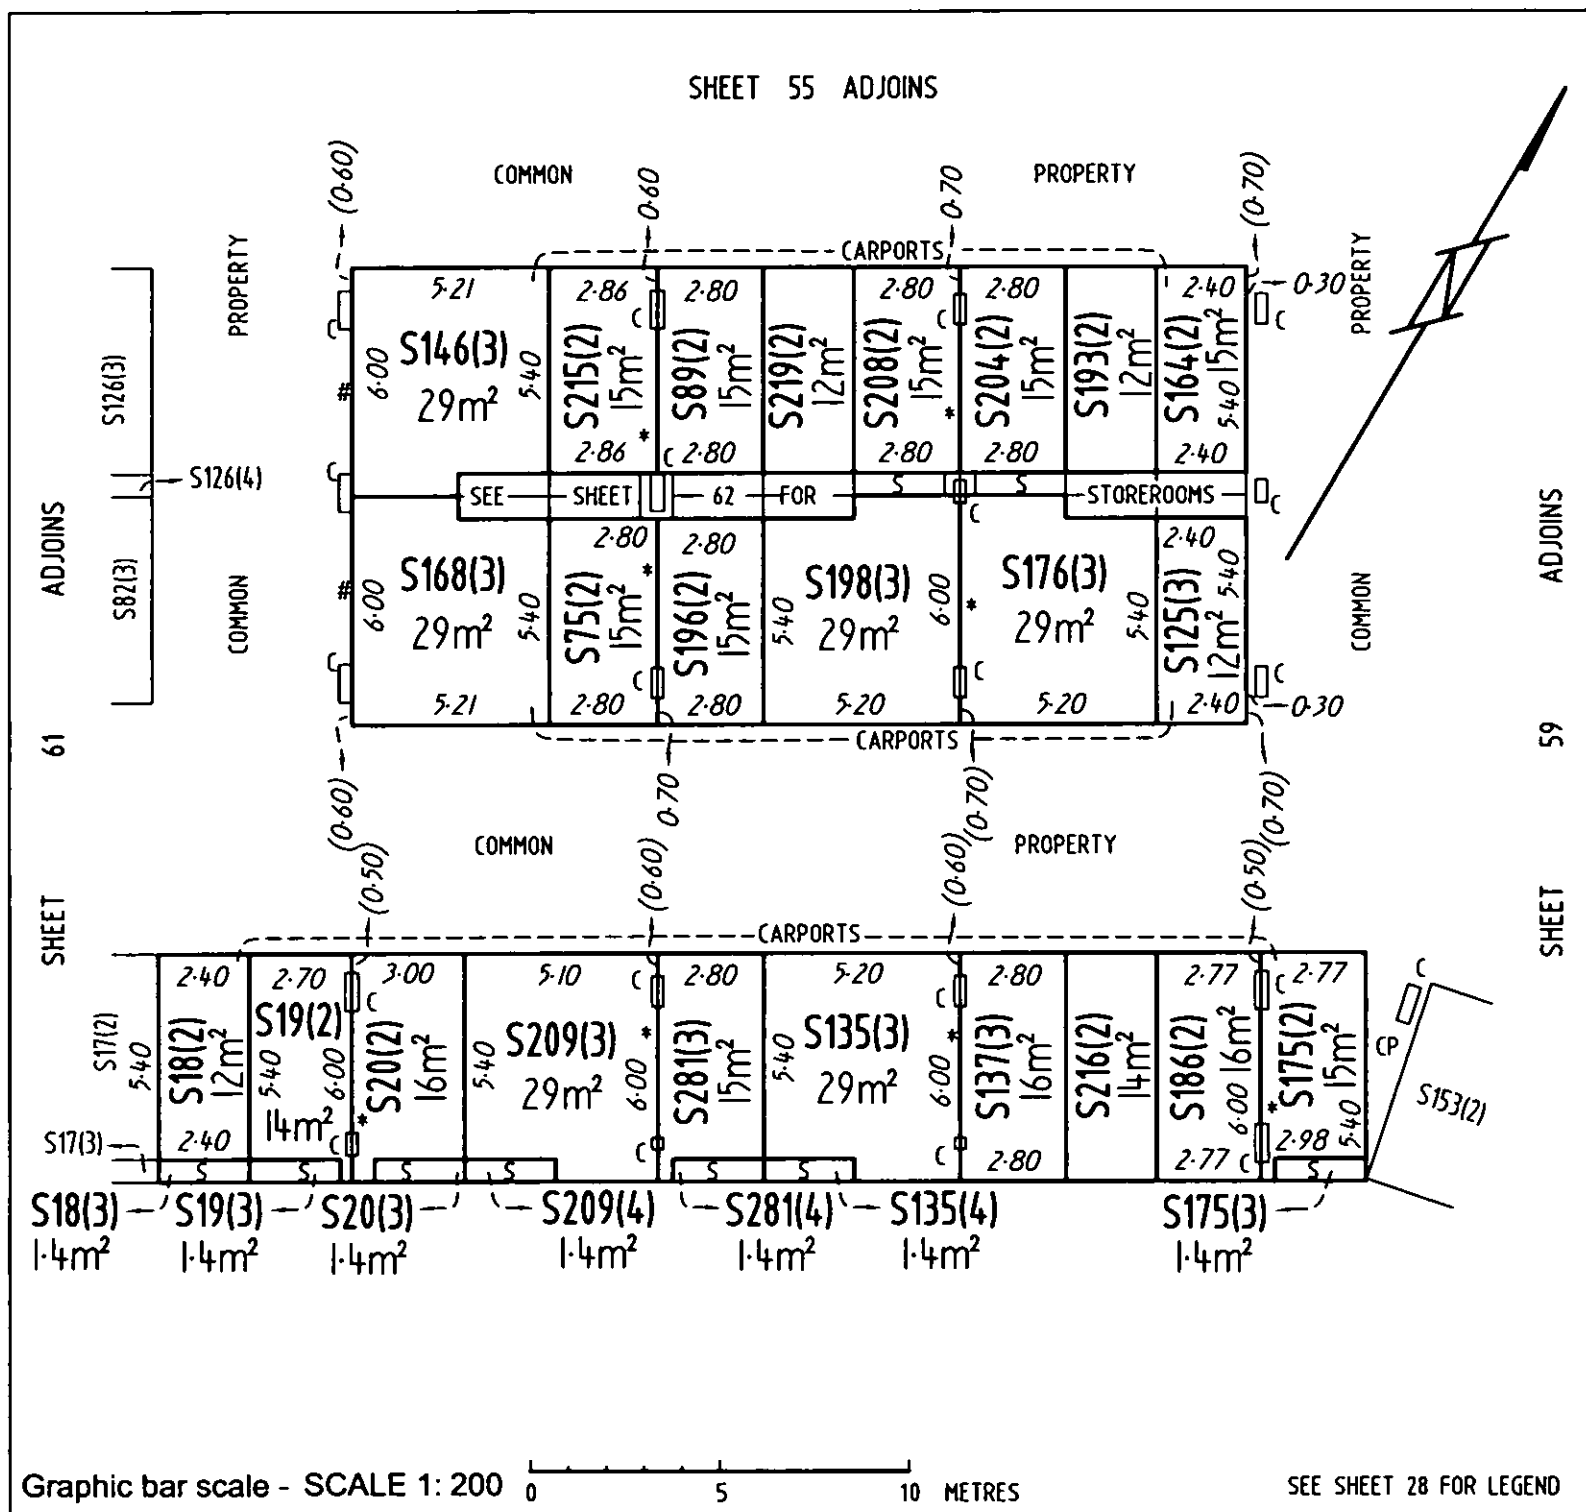 SHEET 55 ADJOINS
COMMON PROPERTY
(0·60) 0·60 0·70 (0·70)
PROPERTY
CARPORTS
PROPERTY
5·21 2·86 2·80 2·80 2·80 2·40 0·30
C C C C
S126(3)
# 6·00 S146(3) 29m² 5·40
S215(2) 15m² *
S89(2) 15m²
S219(2) 12m²
S208(2) 15m² *
S204(2) 15m²
S193(2) 12m²
S164(2) 15m² 5·40
2·86 C 2·80 2·80 2·80 2·40
S126(4)
C SEE SHEET 62 FOR S C S STOREROOMS C
ADJOINS
S82(3)
COMMON
2·80 2·80 2·40
# 6·00 S168(3) 29m² 5·40
S75(2) 15m² *
S196(2) 15m²
5·40 S198(3) 29m² 6·00 *
S176(3) 29m² 5·40
S125(3) 12m² 5·40
COMMON
ADJOINS
C C C C
5·21 2·80 2·80 5·20 5·20 2·40 0·30
CARPORTS
61
59
(0·60) 0·70 (0·70) (0·70)
COMMON PROPERTY
(0·50) (0·60) (0·60) (0·50)
SHEET
SHEET
CARPORTS
2·40 2·70 3·00 5·10 2·80 5·20 2·80 2·77 2·77
C C C C C
S17(2) 5·40
S18(2) 12m²
S19(2) 5·40 6·00 14m² *
S20(2) 16m²
5·40 S209(3) 29m² 6·00 *
S281(3) 15m²
5·40 S135(3) 29m² 6·00 *
S137(3) 16m²
S216(2) 14m²
S186(2) 16m² 6·00
S175(2) 15m² 5·40 *
CP
S153(2)
S17(3) 2·40 C C C 2·80 2·77 C 2·98
S S S S S S S
S18(3) S19(3) S20(3) S209(4) S281(4) S135(4) S175(3)
1·4m² 1·4m² 1·4m² 1·4m² 1·4m² 1·4m² 1·4m²
Graphic bar scale - SCALE 1: 200 0 5 10 METRES
SEE SHEET 28 FOR LEGEND